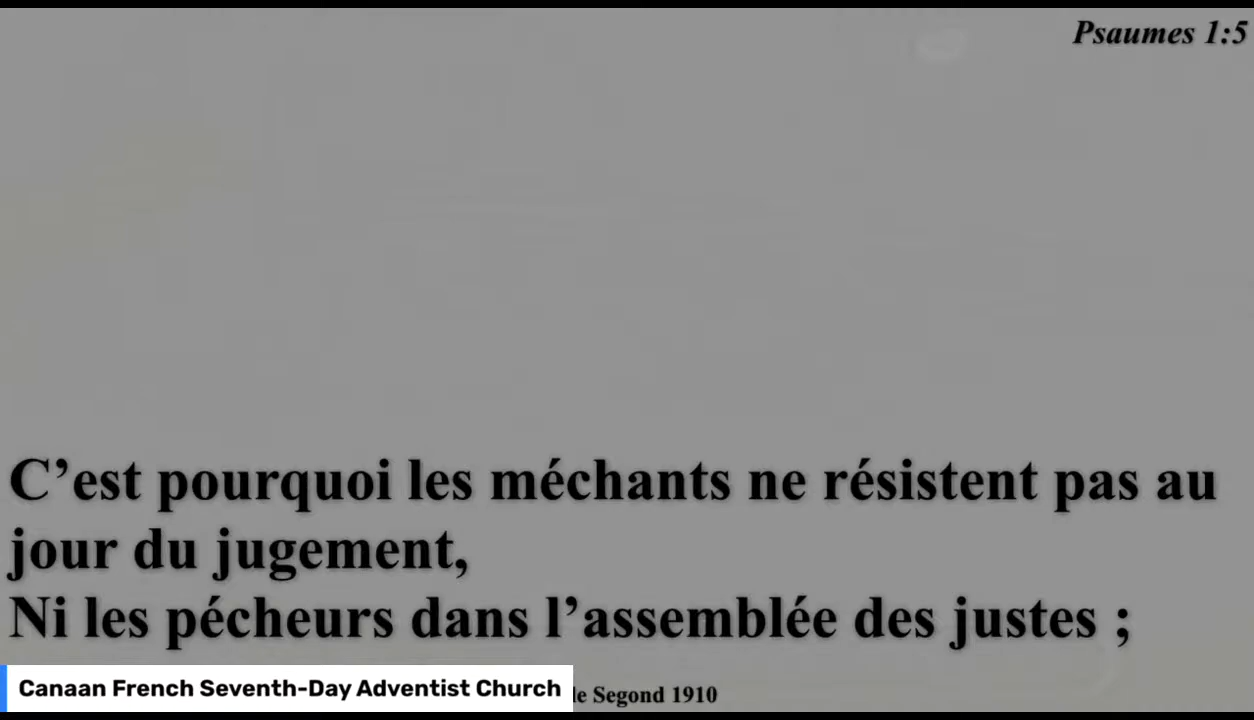 Psaumes 1:5
C’est pourquoi les méchants ne résistent pas au
jour du jugement,
Ni les pécheurs dans l’assemblée des justes ;
Canaan French Seventh-Day Adventist Church
Segond 1910